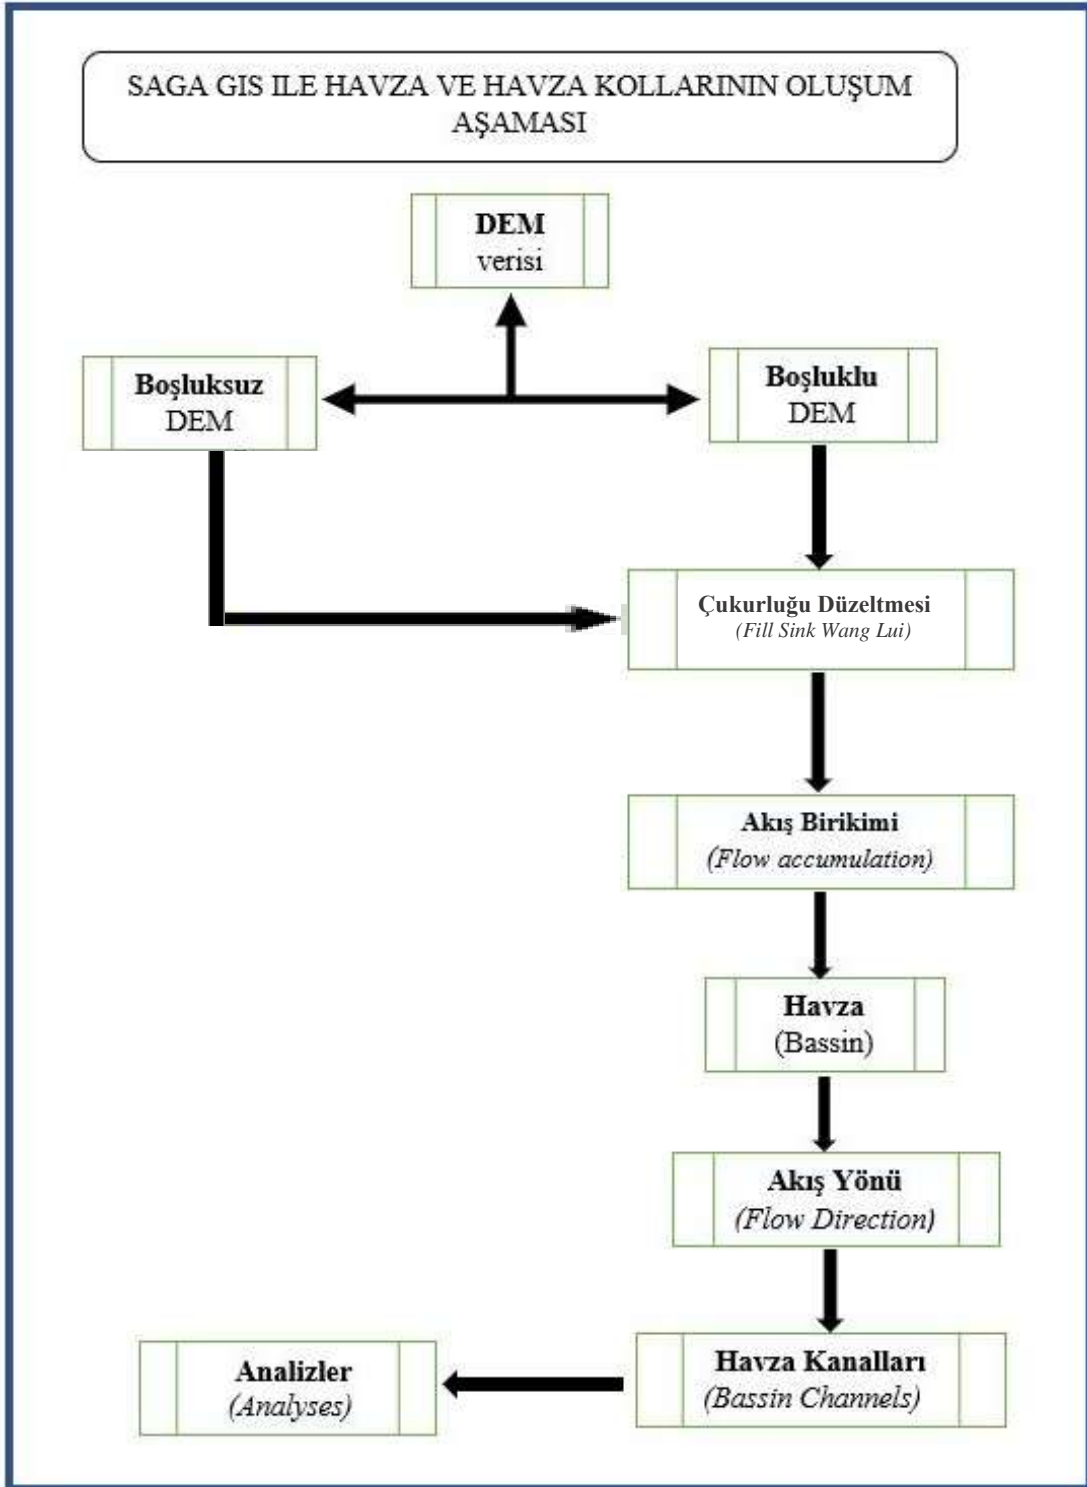 SAGA GIS ILE HAVZA VE HAVZA KOLLARININ OLUŞUM
AŞAMASI
DEM
verisi
Boşluksuz
DEM
Boşluklu
DEM
Çukurluğu Düzeltmesi
(Fill Sink Wang Lui)
Akış Birikimi
(Flow accumulation)
Havza
(Bassin)
Akış Yönü
(Flow Direction)
Havza Kanalları
(Bassin Channels)
Analizler
(Analyses)